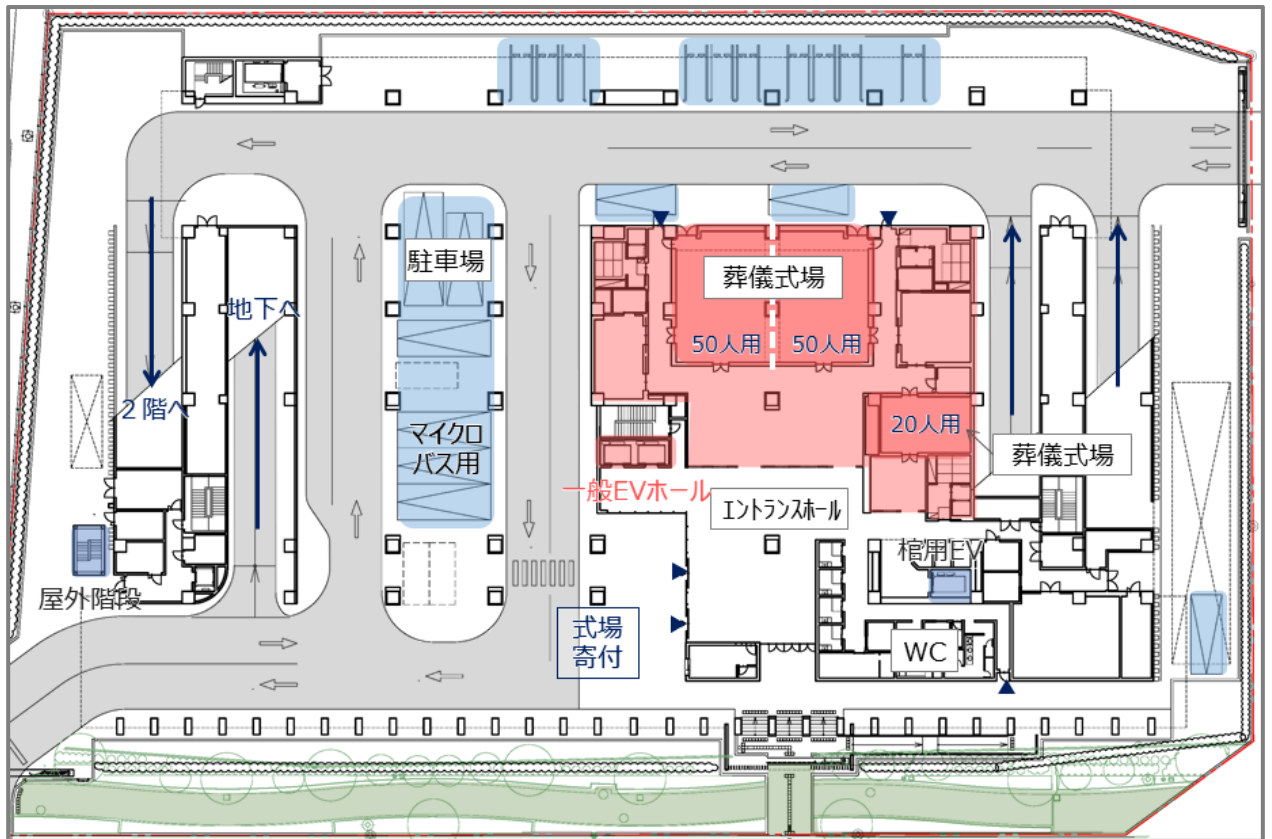 駐車場
葬儀式場
地下へ
50人用
50人用
2階へ
マイクロ
バス用
20人用
葬儀式場
一般EVホール
エントランスホール
棺用EV
屋外階段
式場
寄付
WC